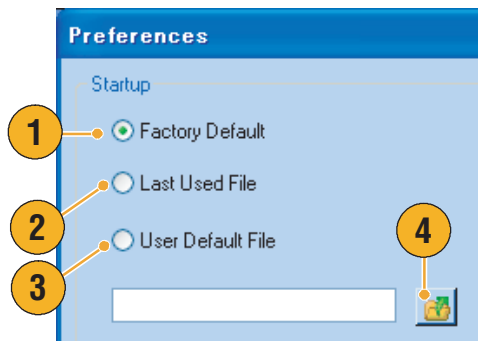 Preferences
Startup
1 Factory Default
2 Last Used File
3 User Default File
4